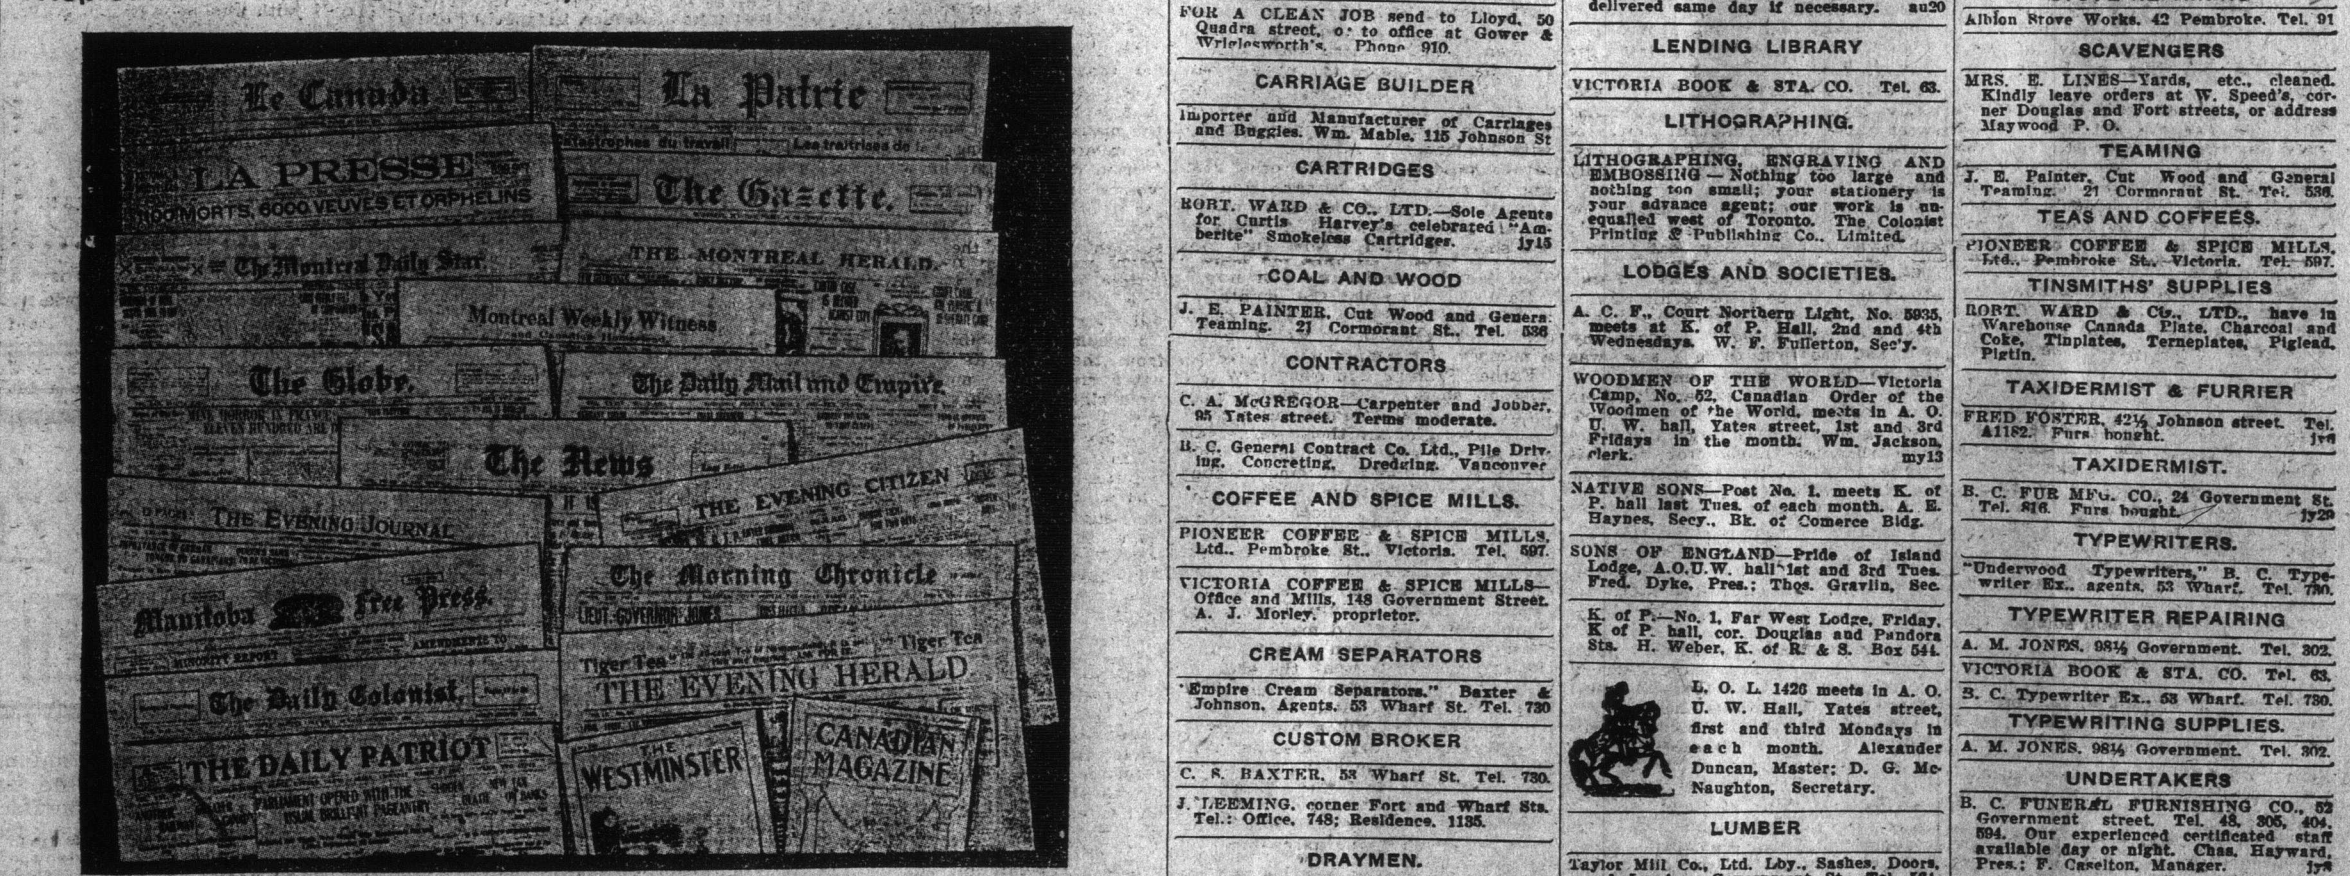 Le Canada
La Patrie
LA PRESSE
1100 MORTS, 6000 VEUVES ET ORPHELINS
The Gazette.
The Montreal Daily Star.
THE MONTREAL HERALD.
Montreal Weekly Witness
The Globe.
The Daily Mail and Empire.
The News
THE EVENING CITIZEN
THE EVENING JOURNAL
The Morning Chronicle
LIEUT.-GOVERNOR JONES
Manitoba Free Press.
MINORITY REPORT
AMENDMENTS TO
Tiger Tea
Tiger Tea
THE EVENING HERALD
The Daily Colonist.
THE DAILY PATRIOT
PARLIAMENT OPENED WITH THE
USUAL BRILLIANT PAGEANTRY
THE
WESTMINSTER
CANADIAN
MAGAZINE
FOR A CLEAN JOB send to Lloyd, 50
Quadra street, or to office at Gower &
Wriglesworth's. Phone 910.
CARRIAGE BUILDER
Importer and Manufacturer of Carriages
and Buggies. Wm. Mable, 115 Johnson St
CARTRIDGES
RORT. WARD & CO., LTD.—Sole Agents
for Curtis Harvey's celebrated "Am-
berite" Smokeless Cartridges. jy15
COAL AND WOOD
J. E. PAINTER, Cut Wood and General
Teaming. 21 Cormorant St., Tel. 536
CONTRACTORS
C. A. McGREGOR—Carpenter and Jobber,
95 Yates street. Terms moderate.
B. C. General Contract Co. Ltd., Pile Driv-
ing, Concreting, Dredging. Vancouver
COFFEE AND SPICE MILLS.
PIONEER COFFEE & SPICE MILLS,
Ltd., Pembroke St., Victoria. Tel. 597.
VICTORIA COFFEE & SPICE MILLS—
Office and Mills, 148 Government Street.
A. J. Morley, proprietor.
CREAM SEPARATORS
"Empire Cream Separators." Baxter &
Johnson, Agents, 53 Wharf St. Tel. 730
CUSTOM BROKER
C. S. BAXTER, 53 Wharf St. Tel. 730.
J. LEEMING, corner Fort and Wharf Sts.
Tel.: Office, 748; Residence, 1135.
DRAYMEN.
delivered same day if necessary. au20
LENDING LIBRARY
VICTORIA BOOK & STA. CO. Tel. 63.
LITHOGRAPHING.
LITHOGRAPHING, ENGRAVING AND
EMBOSSING—Nothing too large and
nothing too small; your stationery is
your advance agent; our work is un-
equalled west of Toronto. The Colonist
Printing & Publishing Co., Limited.
LODGES AND SOCIETIES.
A. C. F., Court Northern Light, No. 5935,
meets at K. of P. Hall, 2nd and 4th
Wednesdays. W. F. Fullerton, Sec'y.
WOODMEN OF THE WORLD—Victoria
Camp, No. 52, Canadian Order of the
Woodmen of the World, meets in A. O.
U. W. hall, Yates street, 1st and 3rd
Fridays in the month. Wm. Jackson,
clerk. my13
NATIVE SONS—Post No. 1, meets K. of
P. hall last Tues. of each month. A. E.
Haynes, Secy., Bk. of Comerce Bldg.
SONS OF ENGLAND—Pride of Island
Lodge, A.O.U.W. hall 1st and 3rd Tues.
Fred. Dyke, Pres.; Thos. Gravlin, Sec.
K. of P.—No. 1, Far West Lodge, Friday,
K of P. hall, cor. Douglas and Pandora
Sts. H. Weber, K. of R. & S. Box 544.
L. O. L. 1426 meets in A. O.
U. W. Hall, Yates street,
first and third Mondays in
each month. Alexander
Duncan, Master; D. G. Mc-
Naughton, Secretary.
LUMBER
Taylor Mill Co., Ltd. Lby., Sashes, Doors,
Albion Stove Works, 42 Pembroke. Tel. 91
SCAVENGERS
MRS. E. LINES—Yards, etc., cleaned.
Kindly leave orders at W. Speed's, cor-
ner Douglas and Fort streets, or address
Maywood P. O.
TEAMING
J. E. Painter, Cut Wood and General
Teaming. 21 Cormorant St. Tel. 536.
TEAS AND COFFEES.
PIONEER COFFEE & SPICE MILLS,
Ltd., Pembroke St., Victoria. Tel. 597.
TINSMITHS' SUPPLIES
RORT. WARD & Co., LTD., have in
Warehouse Canada Plate, Charcoal and
Coke, Tinplates, Terneplates, Piglead,
Pigtin.
TAXIDERMIST & FURRIER
FRED FOSTER, 42½ Johnson street. Tel.
A1182. Furs bought.
TAXIDERMIST.
B. C. FUR MFG. CO., 24 Government St.
Tel. 816. Furs bought. jy29
TYPEWRITERS.
"Underwood Typewriters," B. C. Type-
writer Ex., agents, 53 Wharf. Tel. 730.
TYPEWRITER REPAIRING
A. M. JONES, 98½ Government. Tel. 302.
VICTORIA BOOK & STA. CO. Tel. 63.
B. C. Typewriter Ex., 53 Wharf. Tel. 730.
TYPEWRITING SUPPLIES.
A. M. JONES, 98½ Government. Tel. 302.
UNDERTAKERS
B. C. FUNERAL FURNISHING CO., 52
Government street. Tel. 48, 305, 404,
594. Our experienced certificated staff
available day or night. Chas. Hayward,
Pres.; F. Caselton, Manager.